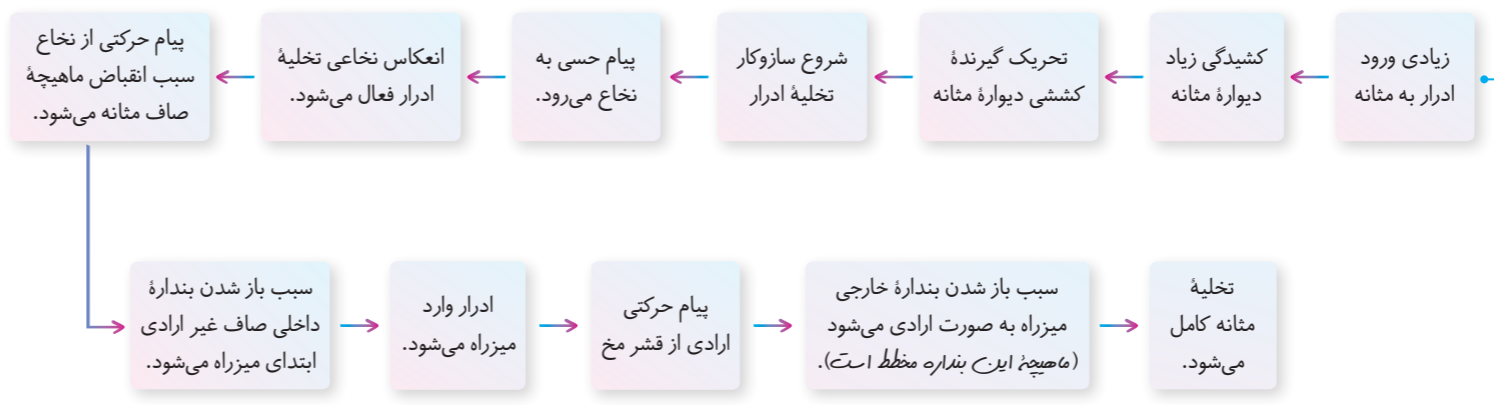 زیادی ورود
ادرار به مثانه
کشیدگی زیاد
دیوارهٔ مثانه
تحریک گیرندهٔ
کششی دیوارهٔ مثانه
شروع سازوکار
تخلیهٔ ادرار
پیام حسی به
نخاع می‌رود.
انعکاس نخاعی تخلیهٔ
ادرار فعال می‌شود.
پیام حرکتی از نخاع
سبب انقباض ماهیچهٔ
صاف مثانه می‌شود.
سبب باز شدن بندارهٔ
داخلی صاف غیر ارادی
ابتدای میزراه می‌شود.
ادرار وارد
میزراه می‌شود.
پیام حرکتی
ارادی از قشر مخ
سبب باز شدن بندارهٔ خارجی
میزراه به صورت ارادی می‌شود
(ماهیچهٔ این بنداره مخطط است).
تخلیهٔ
مثانه کامل
می‌شود.